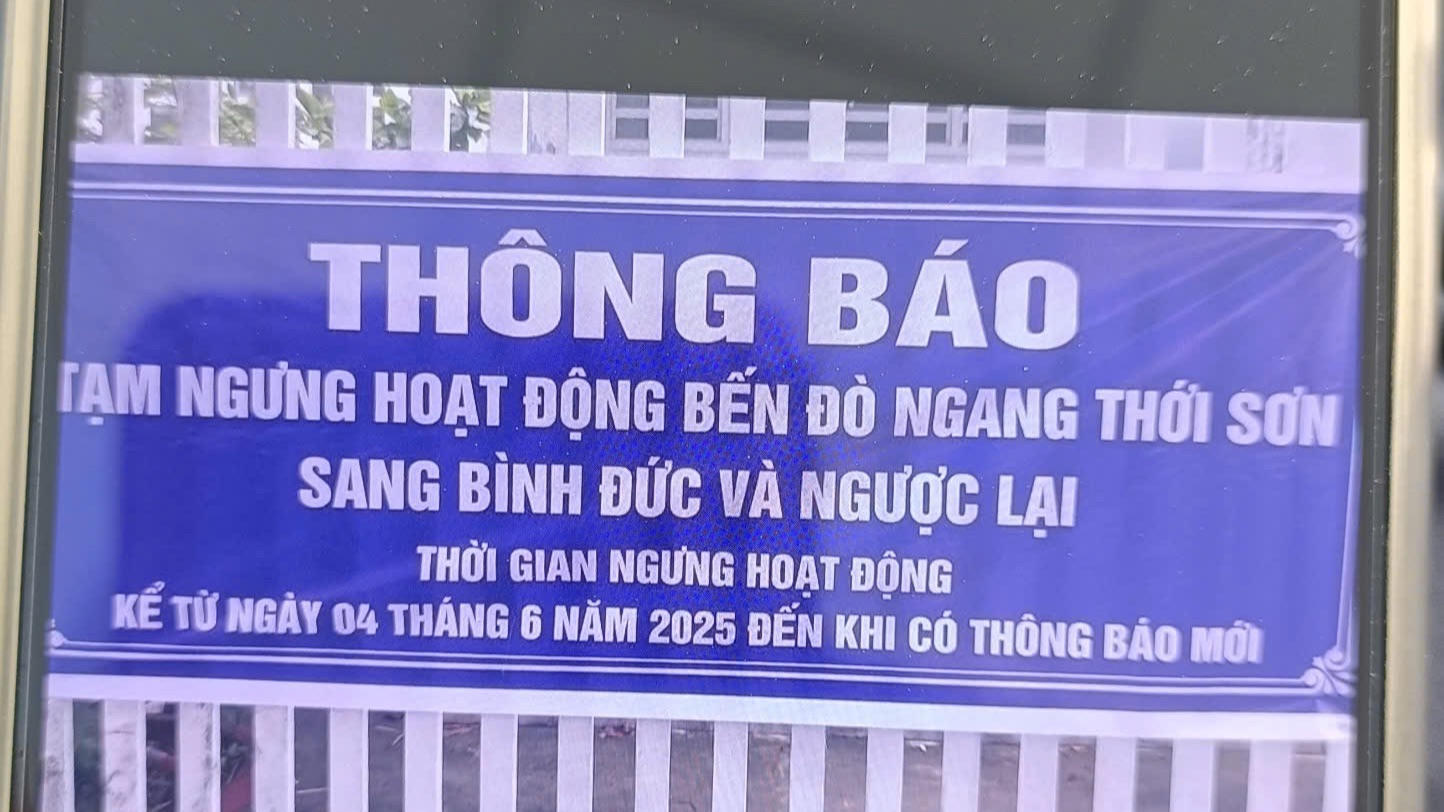 THÔNG BÁO
TẠM NGƯNG HOẠT ĐỘNG BẾN ĐÒ NGANG THỚI SƠN
SANG BÌNH ĐỨC VÀ NGƯỢC LẠI
THỜI GIAN NGƯNG HOẠT ĐỘNG
KỂ TỪ NGÀY 04 THÁNG 6 NĂM 2025 ĐẾN KHI CÓ THÔNG BÁO MỚI